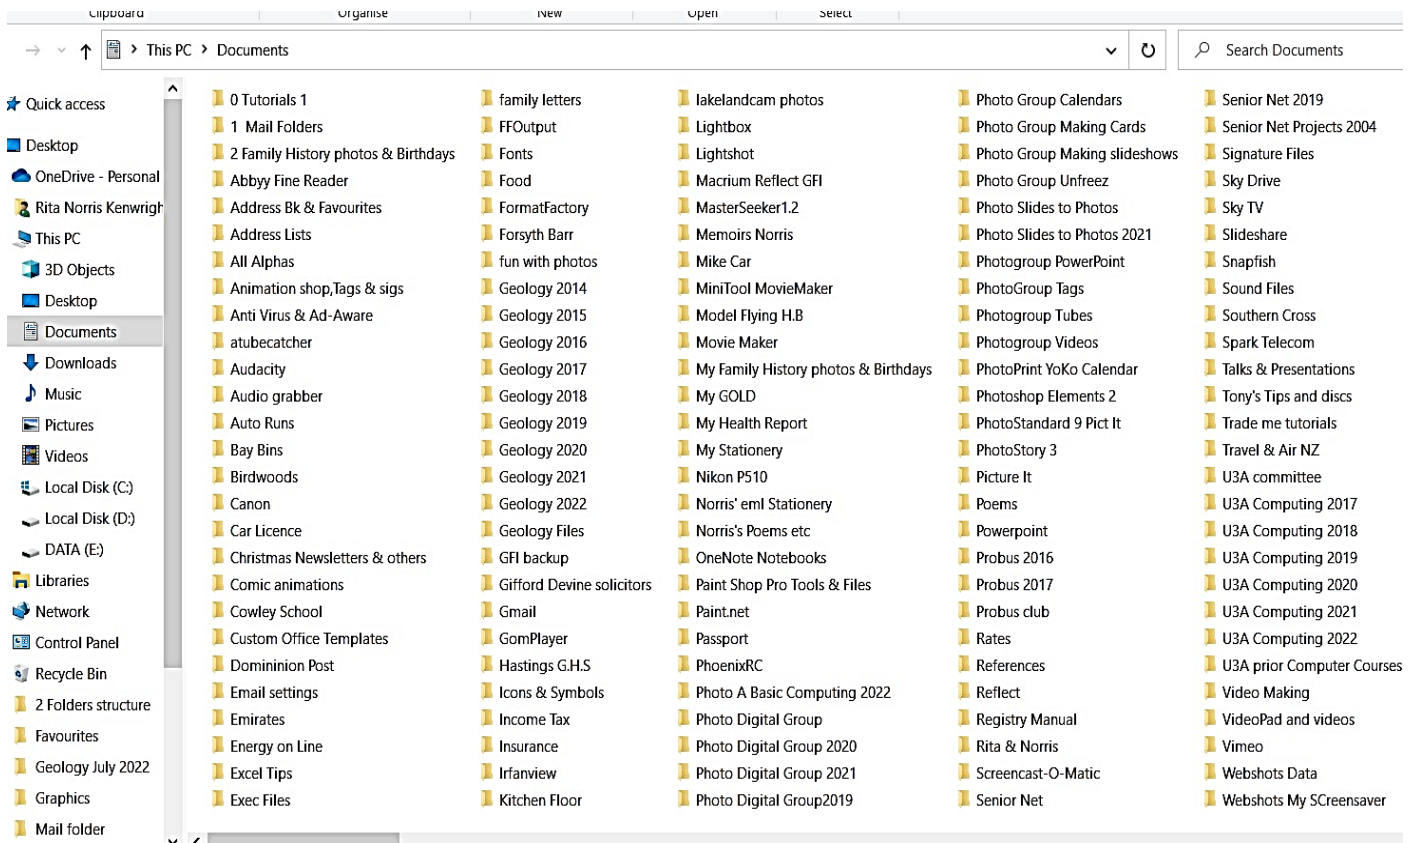 Clipboard
Organise
New
Open
Select
This PC > Documents
Search Documents
Quick access
Desktop
OneDrive - Personal
Rita Norris Kenwrigh
This PC
3D Objects
Desktop
Documents
Downloads
Music
Pictures
Videos
Local Disk (C:)
Local Disk (D:)
DATA (E:)
Libraries
Network
Control Panel
Recycle Bin
2 Folders structure
Favourites
Geology July 2022
Graphics
Mail folder
0 Tutorials 1
1 Mail Folders
2 Family History photos & Birthdays
Abbyy Fine Reader
Address Bk & Favourites
Address Lists
All Alphas
Animation shop,Tags & sigs
Anti Virus & Ad-Aware
atubecatcher
Audacity
Audio grabber
Auto Runs
Bay Bins
Birdwoods
Canon
Car Licence
Christmas Newsletters & others
Comic animations
Cowley School
Custom Office Templates
Domininion Post
Email settings
Emirates
Energy on Line
Excel Tips
Exec Files
family letters
FFOutput
Fonts
Food
FormatFactory
Forsyth Barr
fun with photos
Geology 2014
Geology 2015
Geology 2016
Geology 2017
Geology 2018
Geology 2019
Geology 2020
Geology 2021
Geology 2022
Geology Files
GFI backup
Gifford Devine solicitors
Gmail
GomPlayer
Hastings G.H.S
Icons & Symbols
Income Tax
Insurance
Irfanview
Kitchen Floor
lakelandcam photos
Lightbox
Lightshot
Macrium Reflect GFI
MasterSeeker1.2
Memoirs Norris
Mike Car
MiniTool MovieMaker
Model Flying H.B
Movie Maker
My Family History photos & Birthdays
My GOLD
My Health Report
My Stationery
Nikon P510
Norris' eml Stationery
Norris's Poems etc
OneNote Notebooks
Paint Shop Pro Tools & Files
Paint.net
Passport
PhoenixRC
Photo A Basic Computing 2022
Photo Digital Group
Photo Digital Group 2020
Photo Digital Group 2021
Photo Digital Group2019
Photo Group Calendars
Photo Group Making Cards
Photo Group Making slideshows
Photo Group Unfreez
Photo Slides to Photos
Photo Slides to Photos 2021
Photogroup PowerPoint
PhotoGroup Tags
Photogroup Tubes
Photogroup Videos
PhotoPrint YoKo Calendar
Photoshop Elements 2
PhotoStandard 9 Pict It
PhotoStory 3
Picture It
Poems
Powerpoint
Probus 2016
Probus 2017
Probus club
Rates
References
Reflect
Registry Manual
Rita & Norris
Screencast-O-Matic
Senior Net
Senior Net 2019
Senior Net Projects 2004
Signature Files
Sky Drive
Sky TV
Slideshare
Snapfish
Sound Files
Southern Cross
Spark Telecom
Talks & Presentations
Tony's Tips and discs
Trade me tutorials
Travel & Air NZ
U3A committee
U3A Computing 2017
U3A Computing 2018
U3A Computing 2019
U3A Computing 2020
U3A Computing 2021
U3A Computing 2022
U3A prior Computer Courses
Video Making
VideoPad and videos
Vimeo
Webshots Data
Webshots My SCreensaver